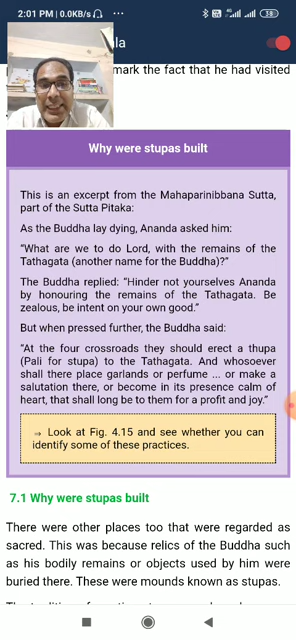 2:01 PM | 0.0KB/s
4G
38
la
mark the fact that he had visited
Why were stupas built
This is an excerpt from the Mahaparinibbana Sutta,
part of the Sutta Pitaka:
As the Buddha lay dying, Ananda asked him:
“What are we to do Lord, with the remains of the
Tathagata (another name for the Buddha)?”
The Buddha replied: “Hinder not yourselves Ananda
by honouring the remains of the Tathagata. Be
zealous, be intent on your own good.”
But when pressed further, the Buddha said:
“At the four crossroads they should erect a thupa
(Pali for stupa) to the Tathagata. And whosoever
shall there place garlands or perfume ... or make a
salutation there, or become in its presence calm of
heart, that shall long be to them for a profit and joy.”
⇒ Look at Fig. 4.15 and see whether you can
identify some of these practices.
7.1 Why were stupas built
There were other places too that were regarded as
sacred. This was because relics of the Buddha such
as his bodily remains or objects used by him were
buried there. These were mounds known as stupas.